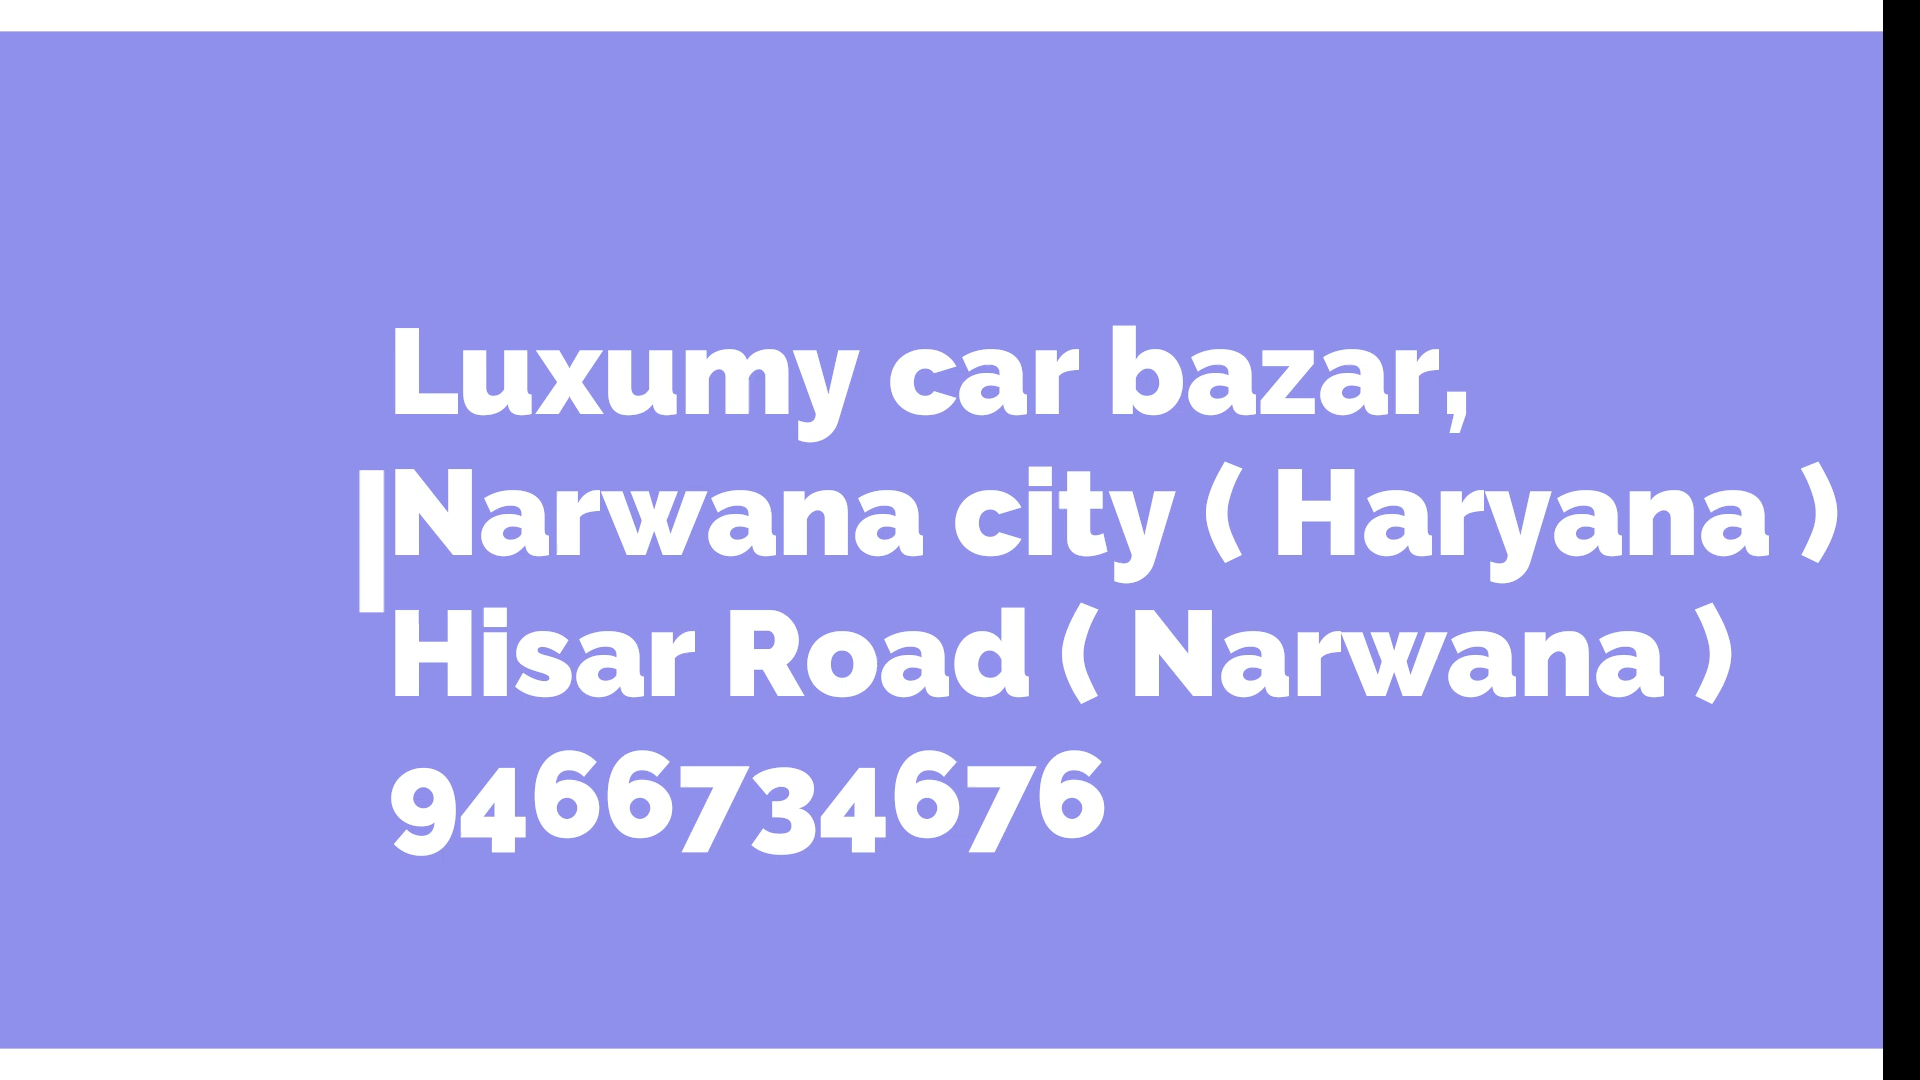 Luxumy car bazar,
Narwana city ( Haryana )
Hisar Road ( Narwana )
9466734676